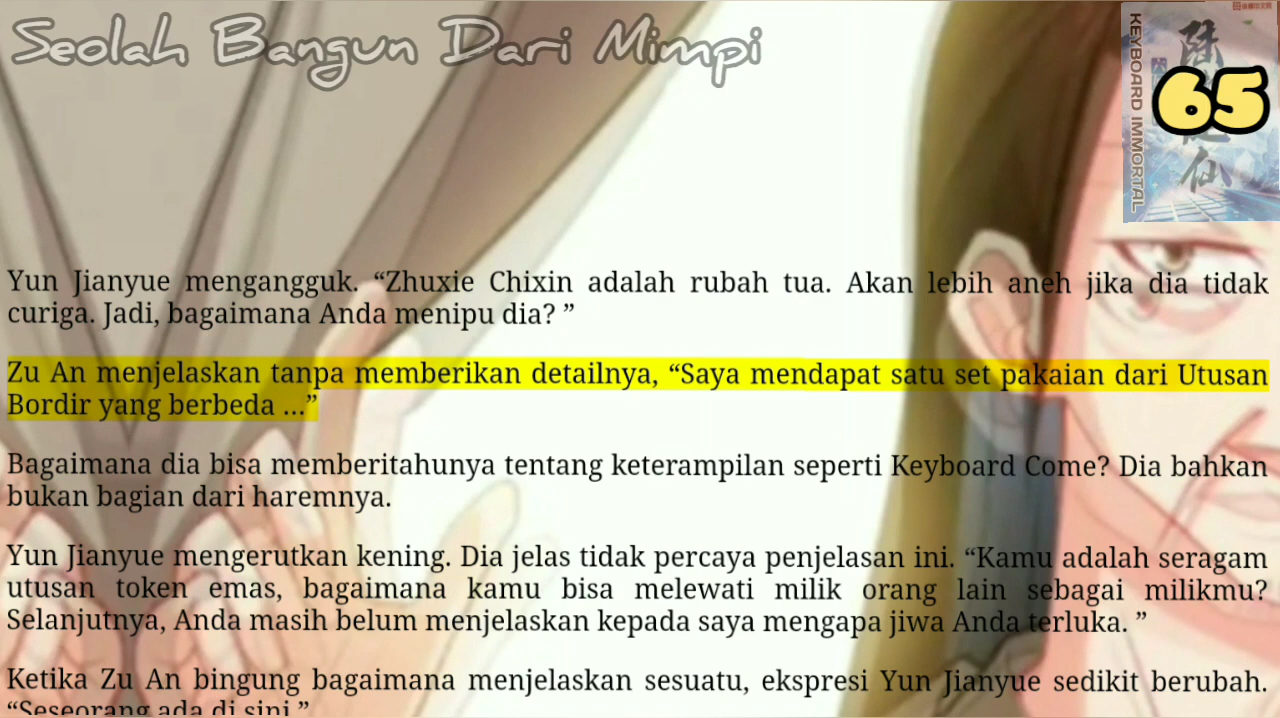 Seolah Bangun Dari Mimpi
KEYBOARD IMMORTAL
65
仙
Yun Jianyue mengangguk. “Zhuxie Chixin adalah rubah tua. Akan lebih aneh jika dia tidak
curiga. Jadi, bagaimana Anda menipu dia? ”
Zu An menjelaskan tanpa memberikan detailnya, “Saya mendapat satu set pakaian dari Utusan
Bordir yang berbeda ...”
Bagaimana dia bisa memberitahunya tentang keterampilan seperti Keyboard Come? Dia bahkan
bukan bagian dari haremnya.
Yun Jianyue mengerutkan kening. Dia jelas tidak percaya penjelasan ini. “Kamu adalah seragam
utusan token emas, bagaimana kamu bisa melewati milik orang lain sebagai milikmu?
Selanjutnya, Anda masih belum menjelaskan kepada saya mengapa jiwa Anda terluka. ”
Ketika Zu An bingung bagaimana menjelaskan sesuatu, ekspresi Yun Jianyue sedikit berubah.
“Seseorang ada di sini.”